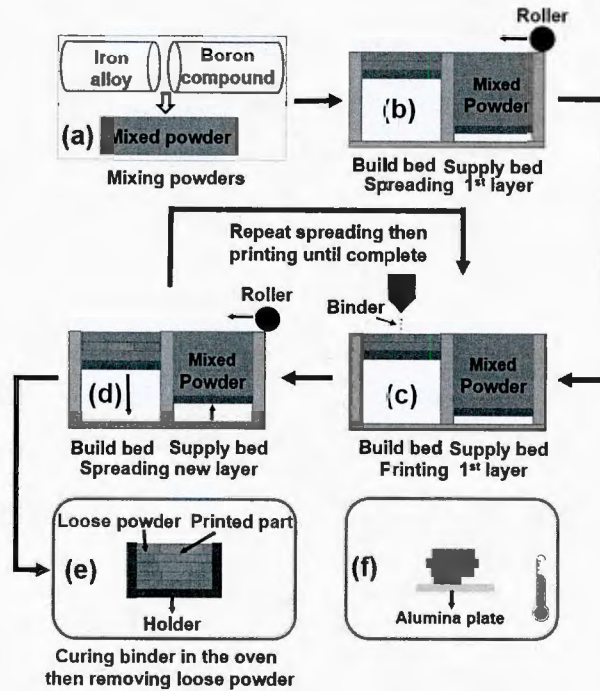 Roller
Iron
alloy
Boron
compound
(a)
Mixed powder
Mixing powders
(b)
Mixed
Powder
Build bed Supply bed
Spreading 1st layer
Repeat spreading then
printing until complete
Roller
Binder
(d)
Mixed
Powder
Build bed Supply bed
Spreading new layer
(c)
Mixed
Powder
Build bed Supply bed
Frinting 1st layer
(e)
Loose powder Printed part
Holder
Curing binder in the oven
then removing loose powder
(f)
Alumina plate